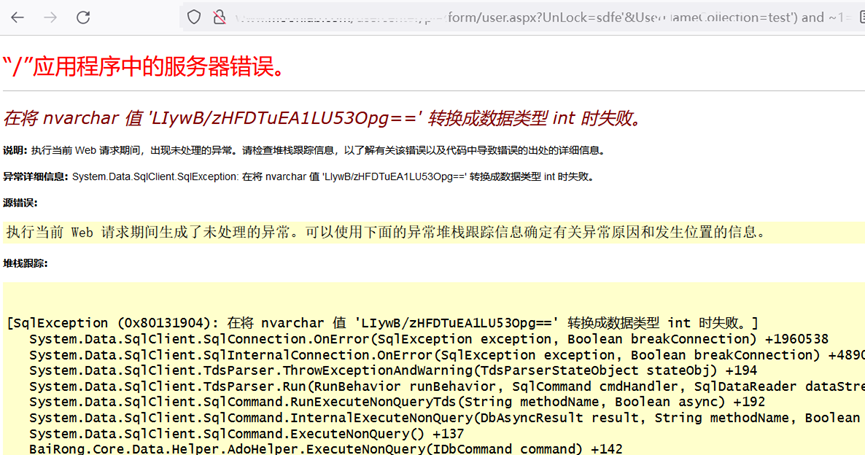 form/user.aspx?UnLock=sdfe'&User
ameCollection=test') and ~1=
“/”应用程序中的服务器错误。
在将 nvarchar 值 'LIywB/zHFDTuEA1LU53Opg==' 转换成数据类型 int 时失败。
说明: 执行当前 Web 请求期间，出现未处理的异常。请检查堆栈跟踪信息，以了解有关该错误以及代码中导致错误的出处的详细信息。
异常详细信息: System.Data.SqlClient.SqlException: 在将 nvarchar 值 'LIywB/zHFDTuEA1LU53Opg==' 转换成数据类型 int 时失败。
源错误:
执行当前 Web 请求期间生成了未处理的异常。可以使用下面的异常堆栈跟踪信息确定有关异常原因和发生位置的信息。
堆栈跟踪:
[SqlException (0x80131904): 在将 nvarchar 值 'LIywB/zHFDTuEA1LU53Opg==' 转换成数据类型 int 时失败。]
System.Data.SqlClient.SqlConnection.OnError(SqlException exception, Boolean breakConnection) +1960538
System.Data.SqlClient.SqlInternalConnection.OnError(SqlException exception, Boolean breakConnection) +4890
System.Data.SqlClient.TdsParser.ThrowExceptionAndWarning(TdsParserStateObject stateObj) +194
System.Data.SqlClient.TdsParser.Run(RunBehavior runBehavior, SqlCommand cmdHandler, SqlDataReader dataStre
System.Data.SqlClient.SqlCommand.RunExecuteNonQueryTds(String methodName, Boolean async) +192
System.Data.SqlClient.SqlCommand.InternalExecuteNonQuery(DbAsyncResult result, String methodName, Boolean
System.Data.SqlClient.SqlCommand.ExecuteNonQuery() +137
BaiRong.Core.Data.Helper.AdoHelper.ExecuteNonQuery(IDbCommand command) +142